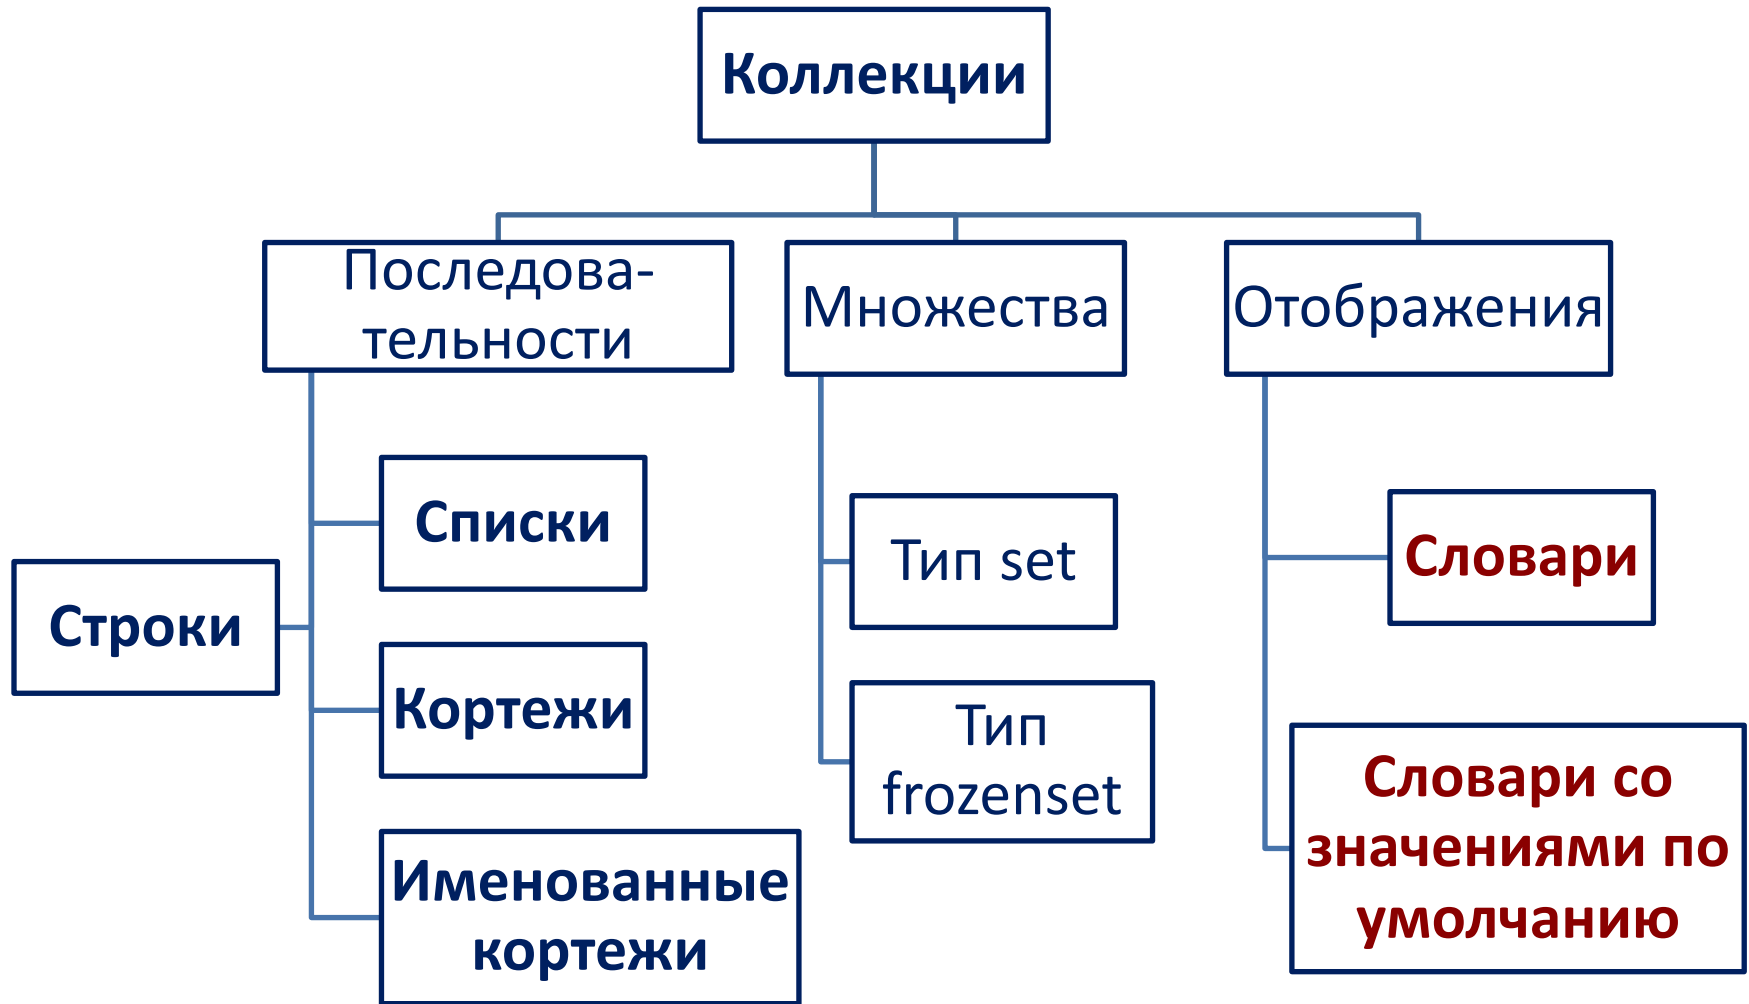 Коллекции
Последова-
тельности
Множества
Отображения
Строки
Списки
Кортежи
Именованные
кортежи
Тип set
Тип
frozenset
Словари
Словари со
значениями по
умолчанию